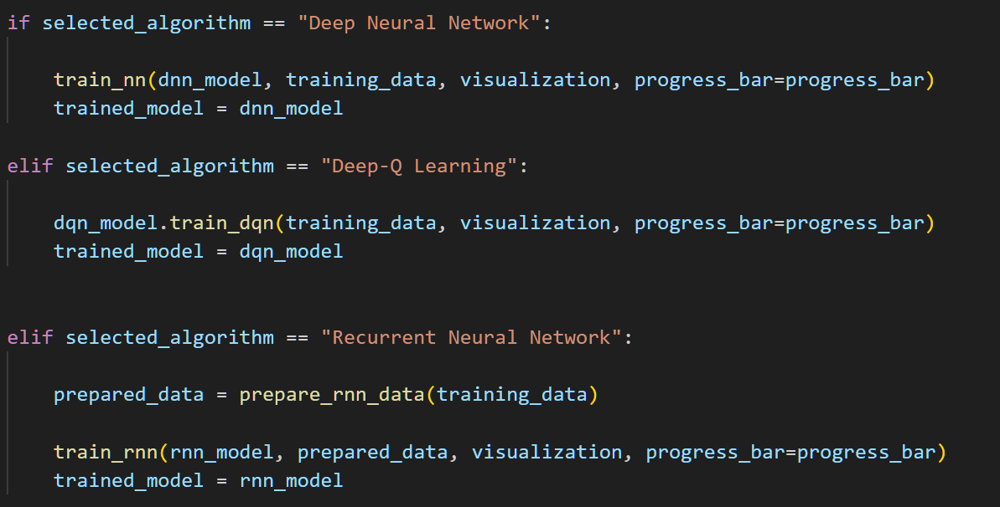 if selected_algorithm == "Deep Neural Network":
    train_nn(dnn_model, training_data, visualization, progress_bar=progress_bar)
    trained_model = dnn_model
elif selected_algorithm == "Deep-Q Learning":
    dqn_model.train_dqn(training_data, visualization, progress_bar=progress_bar)
    trained_model = dqn_model
elif selected_algorithm == "Recurrent Neural Network":
    prepared_data = prepare_rnn_data(training_data)
    train_rnn(rnn_model, prepared_data, visualization, progress_bar=progress_bar)
    trained_model = rnn_model